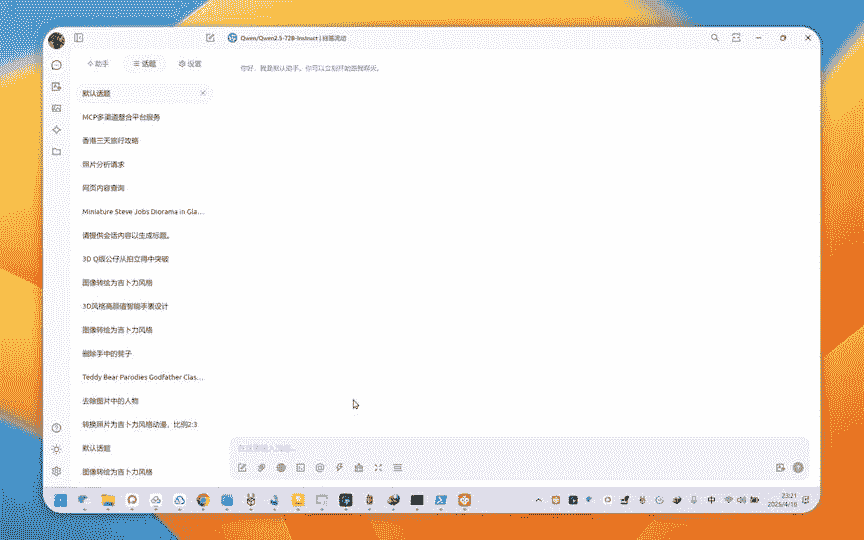 Qwen/Qwen2.5-72B-Instruct | 硅基流动
助手
话题
设置
你好，我是默认助手。你可以立刻开始跟我聊天。
默认话题
MCP多渠道整合平台服务
香港三天旅行攻略
照片分析请求
网页内容查询
Miniature Steve Jobs Diorama in Gla...
请提供会话内容以生成标题。
3D Q版公仔从拍立得中突破
图像转绘为吉卜力风格
3D风格高颜值智能手表设计
图像转绘为吉卜力风格
删除手中的凳子
Teddy Bear Parodies Godfather Clas...
去除图片中的人物
转换照片为吉卜力风格动漫，比例2:3
默认话题
图像转绘为吉卜力风格
中
23:21
2025/4/16